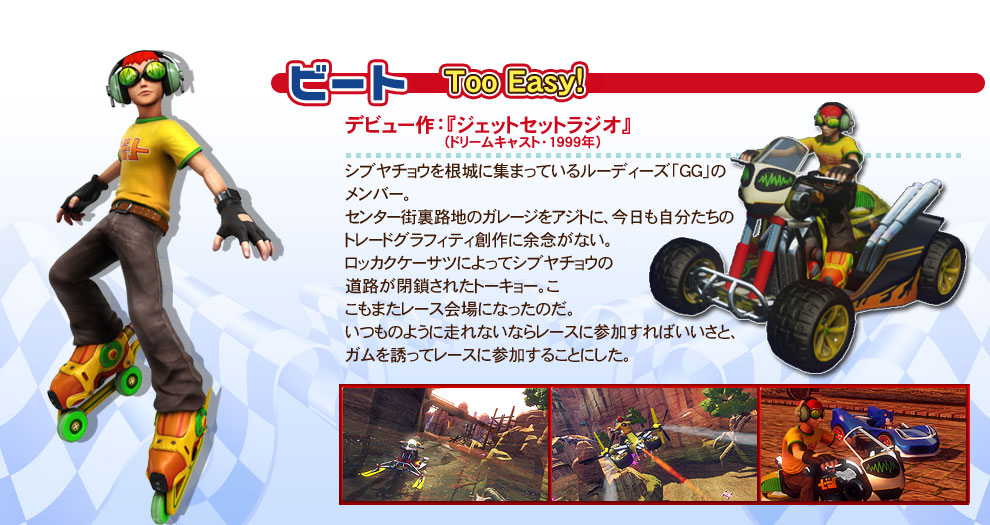 ビート Too Easy!
デビュー作：『ジェットセットラジオ』
（ドリームキャスト・1999年）
シブヤチョウを根城に集まっているルーディーズ「GG」の
メンバー。
センター街裏路地のガレージをアジトに、今日も自分たちの
トレードグラフィティ創作に余念がない。
ロッカクケーサツによってシブヤチョウの
道路が閉鎖されたトーキョー。こ
こもまたレース会場になったのだ。
いつものように走れないならレースに参加すればいいさと、
ガムを誘ってレースに参加することにした。